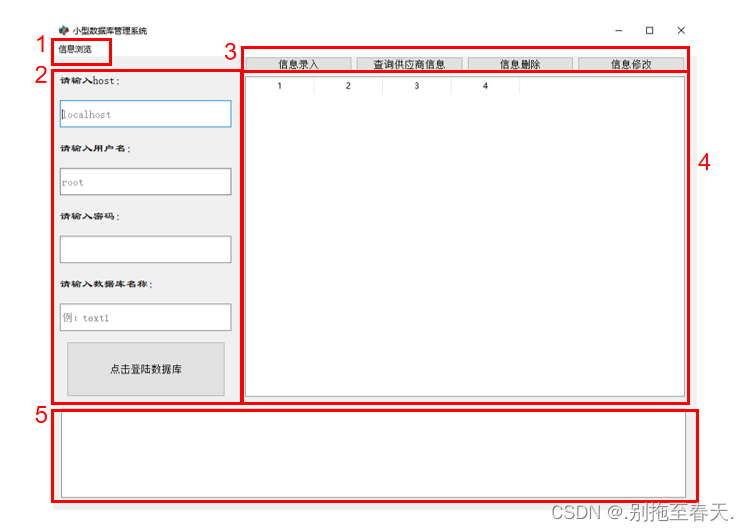 小型数据库管理系统
1
信息浏览
3
信息录入 查询供应商信息 信息删除 信息修改
2
请输入host:
1 2 3 4
localhost
请输入用户名:
4
root
请输入密码:
请输入数据库名称:
例：text1
点击登陆数据库
5
CSDN @.别拖至春天.